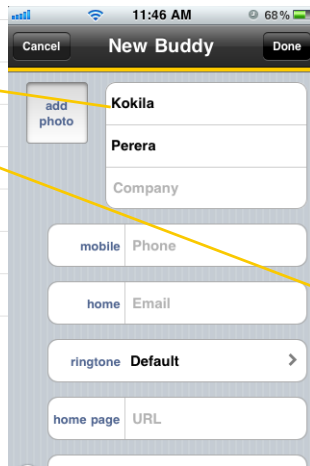 11:46 AM 68%
Cancel New Buddy Done
add
photo
Kokila
Perera
Company
mobile Phone
home Email
ringtone Default
home page URL